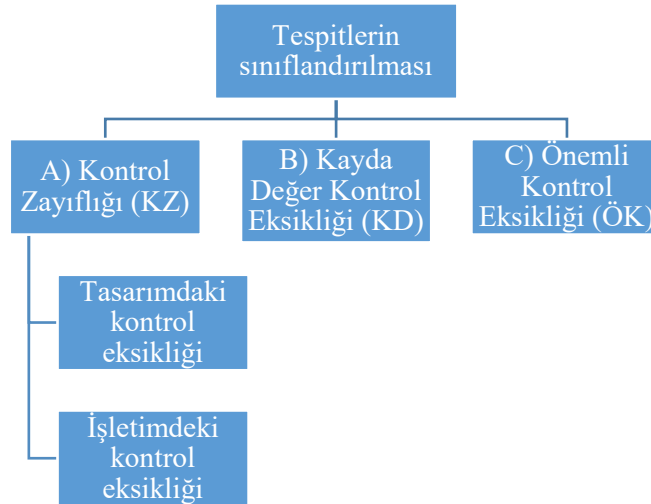 Tespitlerin
sınıflandırılması
A) Kontrol
Zayıflığı (KZ)
B) Kayda
Değer Kontrol
Eksikliği (KD)
C) Önemli
Kontrol
Eksikliği (ÖK)
Tasarımdaki
kontrol
eksikliği
İşletimdeki
kontrol
eksikliği